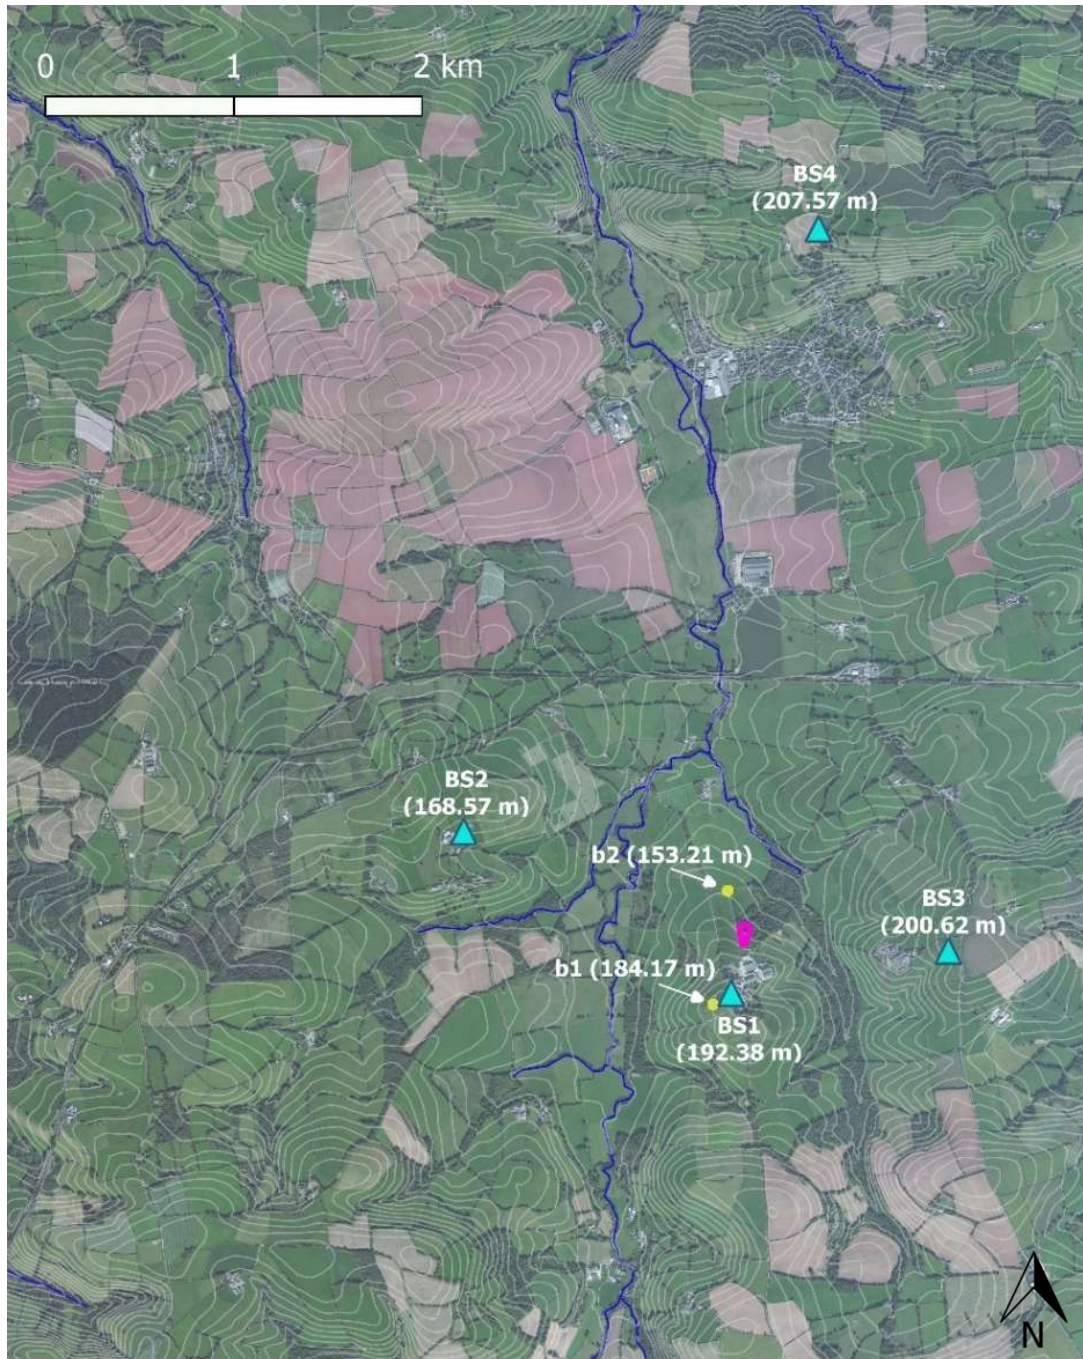 0 1 2 km
BS4
(207.57 m)
BS2
(168.57 m)
b2 (153.21 m)
BS3
(200.62 m)
b1 (184.17 m)
BS1
(192.38 m)
N